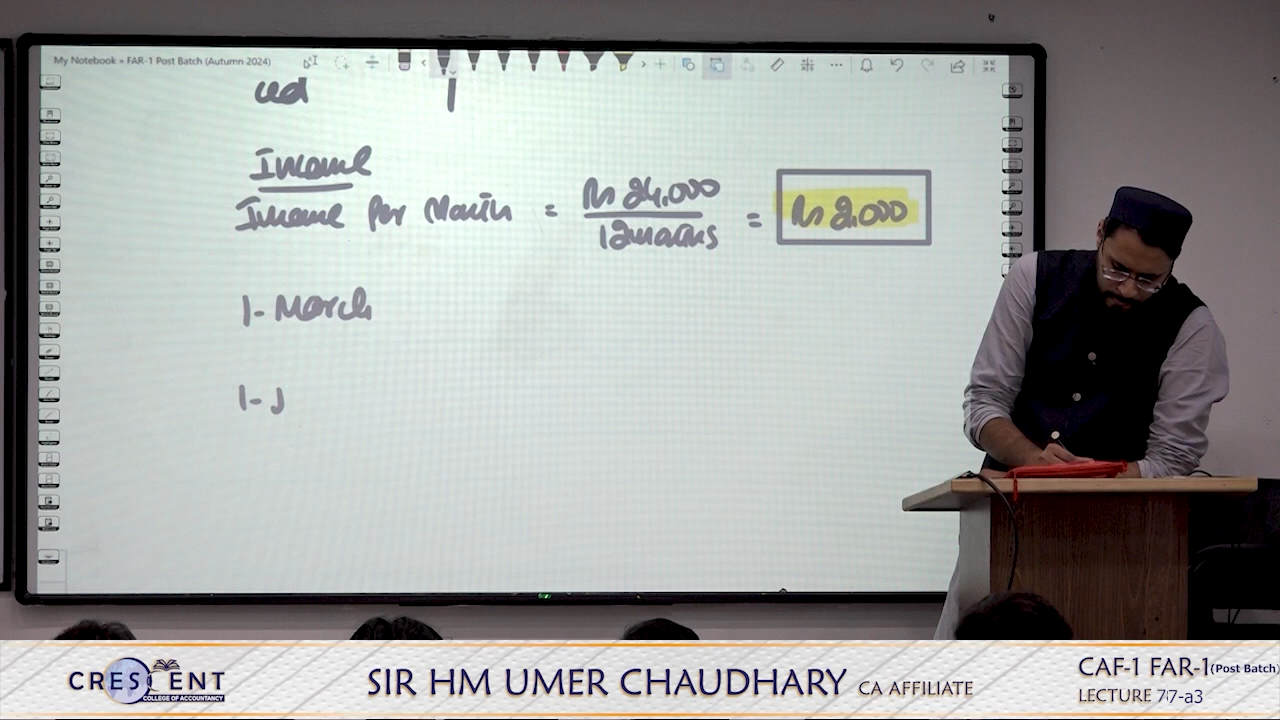 My Notebook » FAR-1 Post Batch (Autumn 2024)
Income
Income Per Month = Rs 24,000 / 12 months = Rs 2,000
1- March
1- J
CRESCENT
COLLEGE OF ACCOUNTANCY
SIR HM UMER CHAUDHARY CA AFFILIATE
CAF-1 FAR-1 (Post Batch)
LECTURE 77-a3